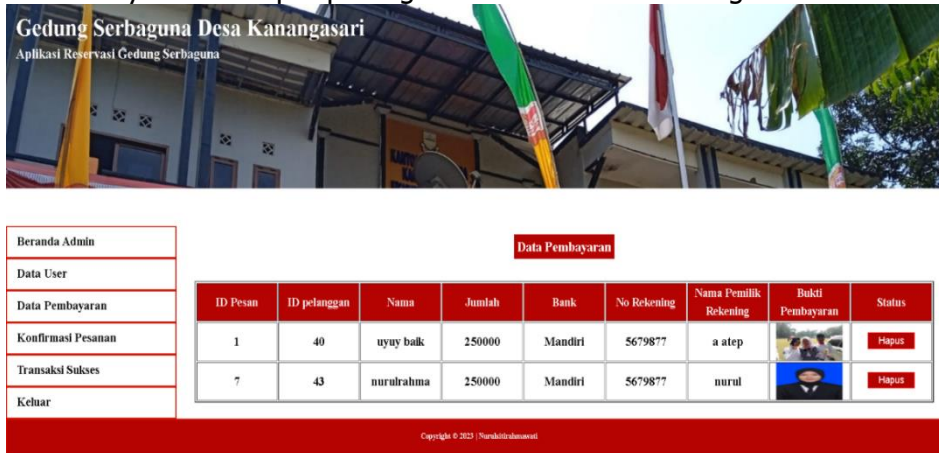 Gedung Serbaguna Desa Kanangasari
Aplikasi Reservasi Gedung Serbaguna
Beranda Admin
Data User
Data Pembayaran
Konfirmasi Pesanan
Transaksi Sukses
Keluar
Data Pembayaran
ID Pesan ID pelanggan Nama Jumlah Bank No Rekening Nama Pemilik Rekening Bukti Pembayaran Status
1 40 uyuy baik 250000 Mandiri 5679877 a atep Hapus
7 43 nurulrahma 250000 Mandiri 5679877 nurul Hapus
Copyright © 2023 | Nurulsitirahmawati